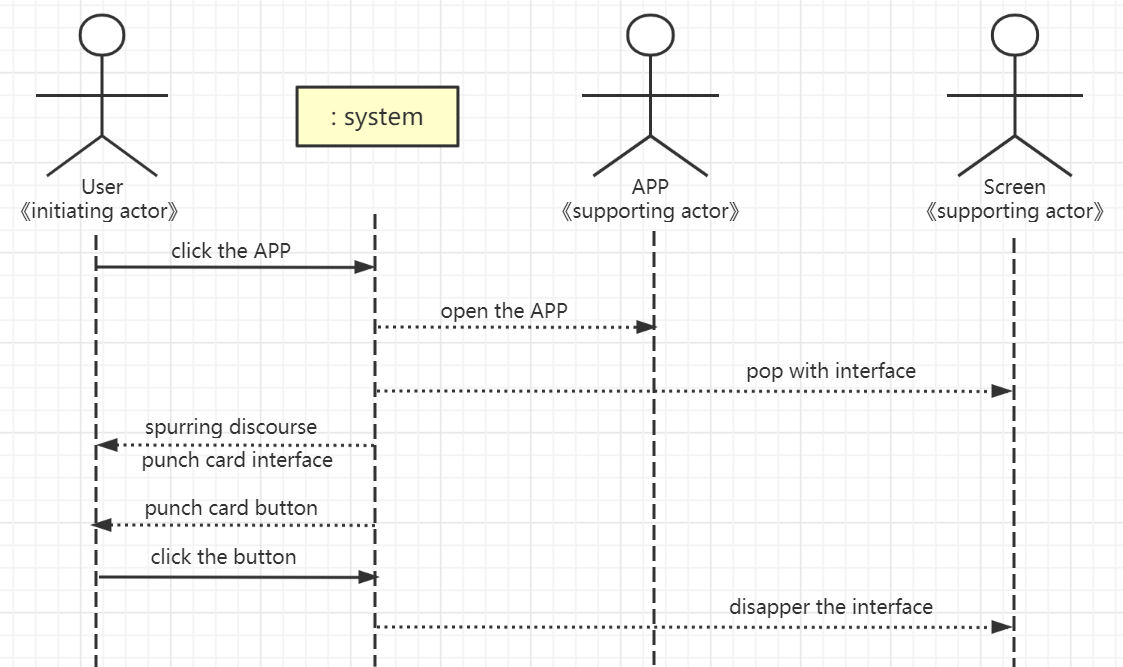 : system
User
《initiating actor》
APP
《supporting actor》
Screen
《supporting actor》
click the APP
open the APP
pop with interface
spurring discourse
punch card interface
punch card button
click the button
disapper the interface